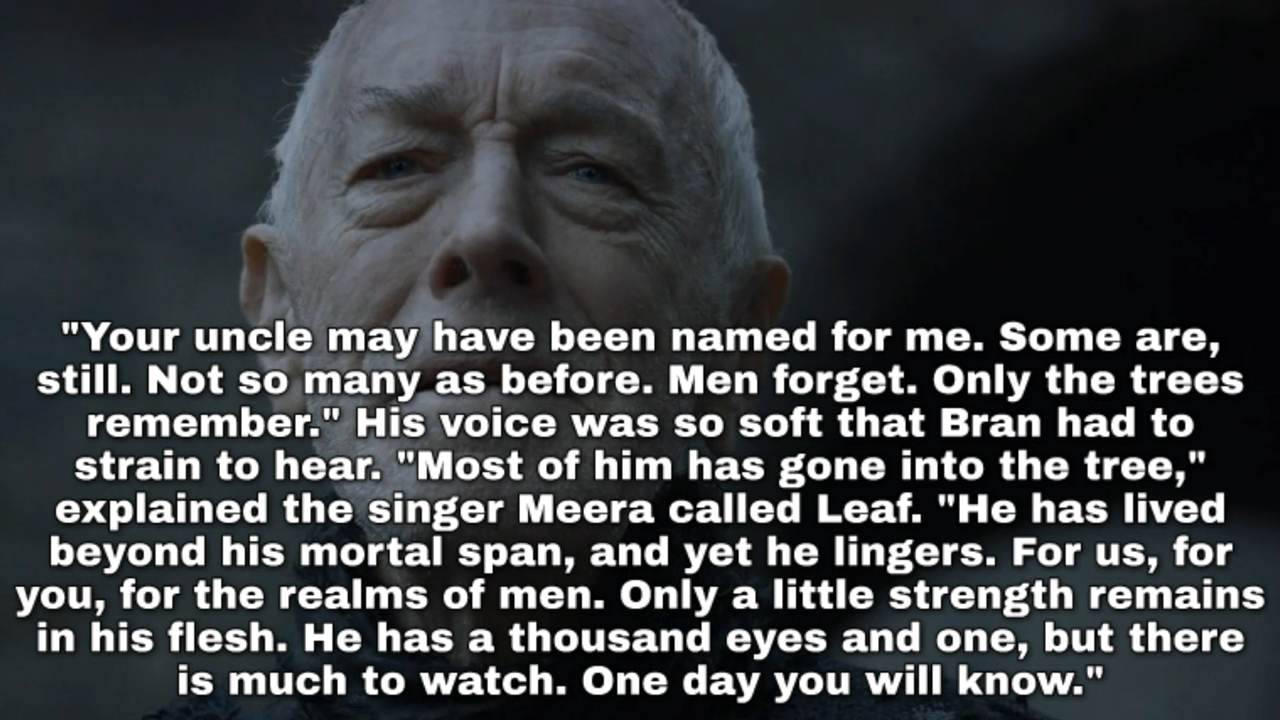 "Your uncle may have been named for me. Some are,
still. Not so many as before. Men forget. Only the trees
remember." His voice was so soft that Bran had to
strain to hear. "Most of him has gone into the tree,"
explained the singer Meera called Leaf. "He has lived
beyond his mortal span, and yet he lingers. For us, for
you, for the realms of men. Only a little strength remains
in his flesh. He has a thousand eyes and one, but there
is much to watch. One day you will know."